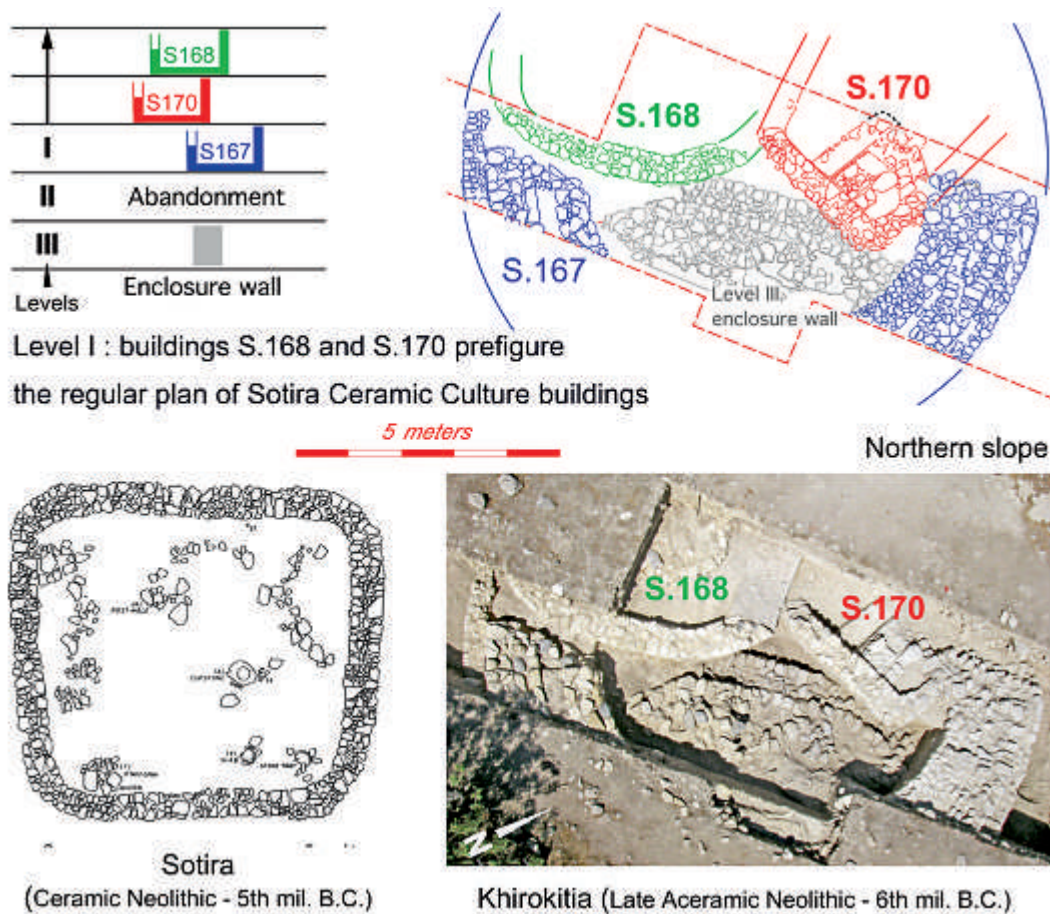 S168
S170
I
S167
II
Abandonment
III
Levels
Enclosure wall
S.168
S.170
S.167
Level III
enclosure wall
Level I : buildings S.168 and S.170 prefigure
the regular plan of Sotira Ceramic Culture buildings
5 meters
Northern slope
S.168
S.170
N
Sotira
(Ceramic Neolithic - 5th mil. B.C.)
Khirokitia (Late Aceramic Neolithic - 6th mil. B.C.)